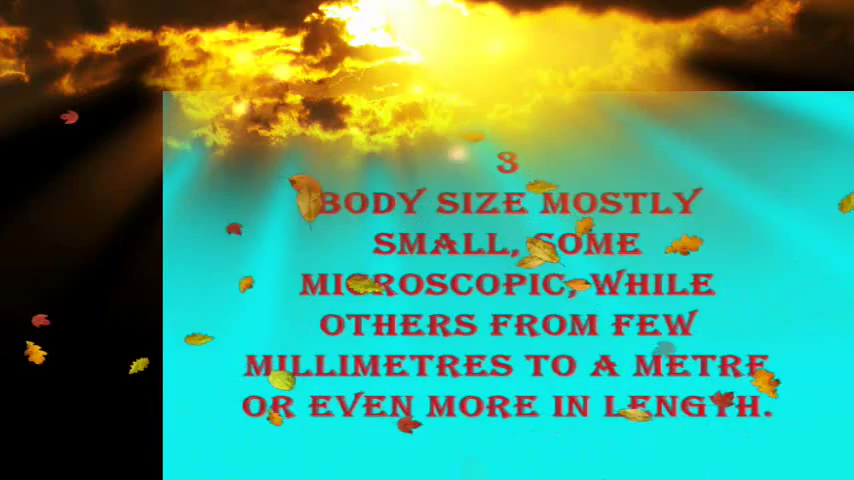 3
BODY SIZE MOSTLY
SMALL, SOME
MICROSCOPIC, WHILE
OTHERS FROM FEW
MILLIMETRES TO A METRE
OR EVEN MORE IN LENGTH.